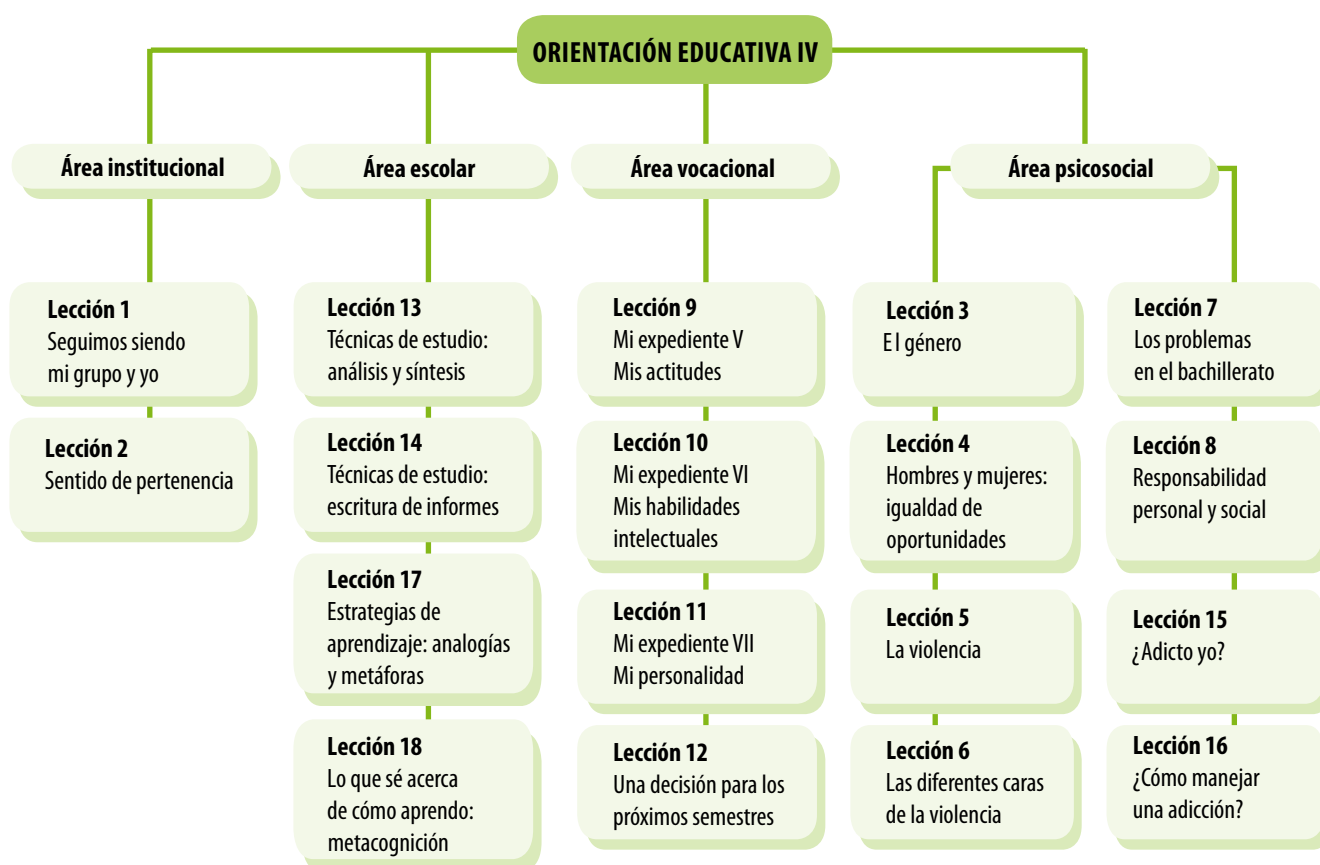 ORIENTACIÓN EDUCATIVA IV
Área institucional
Lección 1
Seguimos siendo
mi grupo y yo
Lección 2
Sentido de pertenencia
Área escolar
Lección 13
Técnicas de estudio:
análisis y síntesis
Lección 14
Técnicas de estudio:
escritura de informes
Lección 17
Estrategias de
aprendizaje: analogías
y metáforas
Lección 18
Lo que sé acerca
de cómo aprendo:
metacognición
Área vocacional
Lección 9
Mi expediente V
Mis actitudes
Lección 10
Mi expediente VI
Mis habilidades
intelectuales
Lección 11
Mi expediente VII
Mi personalidad
Lección 12
Una decisión para los
próximos semestres
Área psicosocial
Lección 3
El género
Lección 4
Hombres y mujeres:
igualdad de
oportunidades
Lección 5
La violencia
Lección 6
Las diferentes caras
de la violencia
Lección 7
Los problemas
en el bachillerato
Lección 8
Responsabilidad
personal y social
Lección 15
¿Adicto yo?
Lección 16
¿Cómo manejar
una adicción?